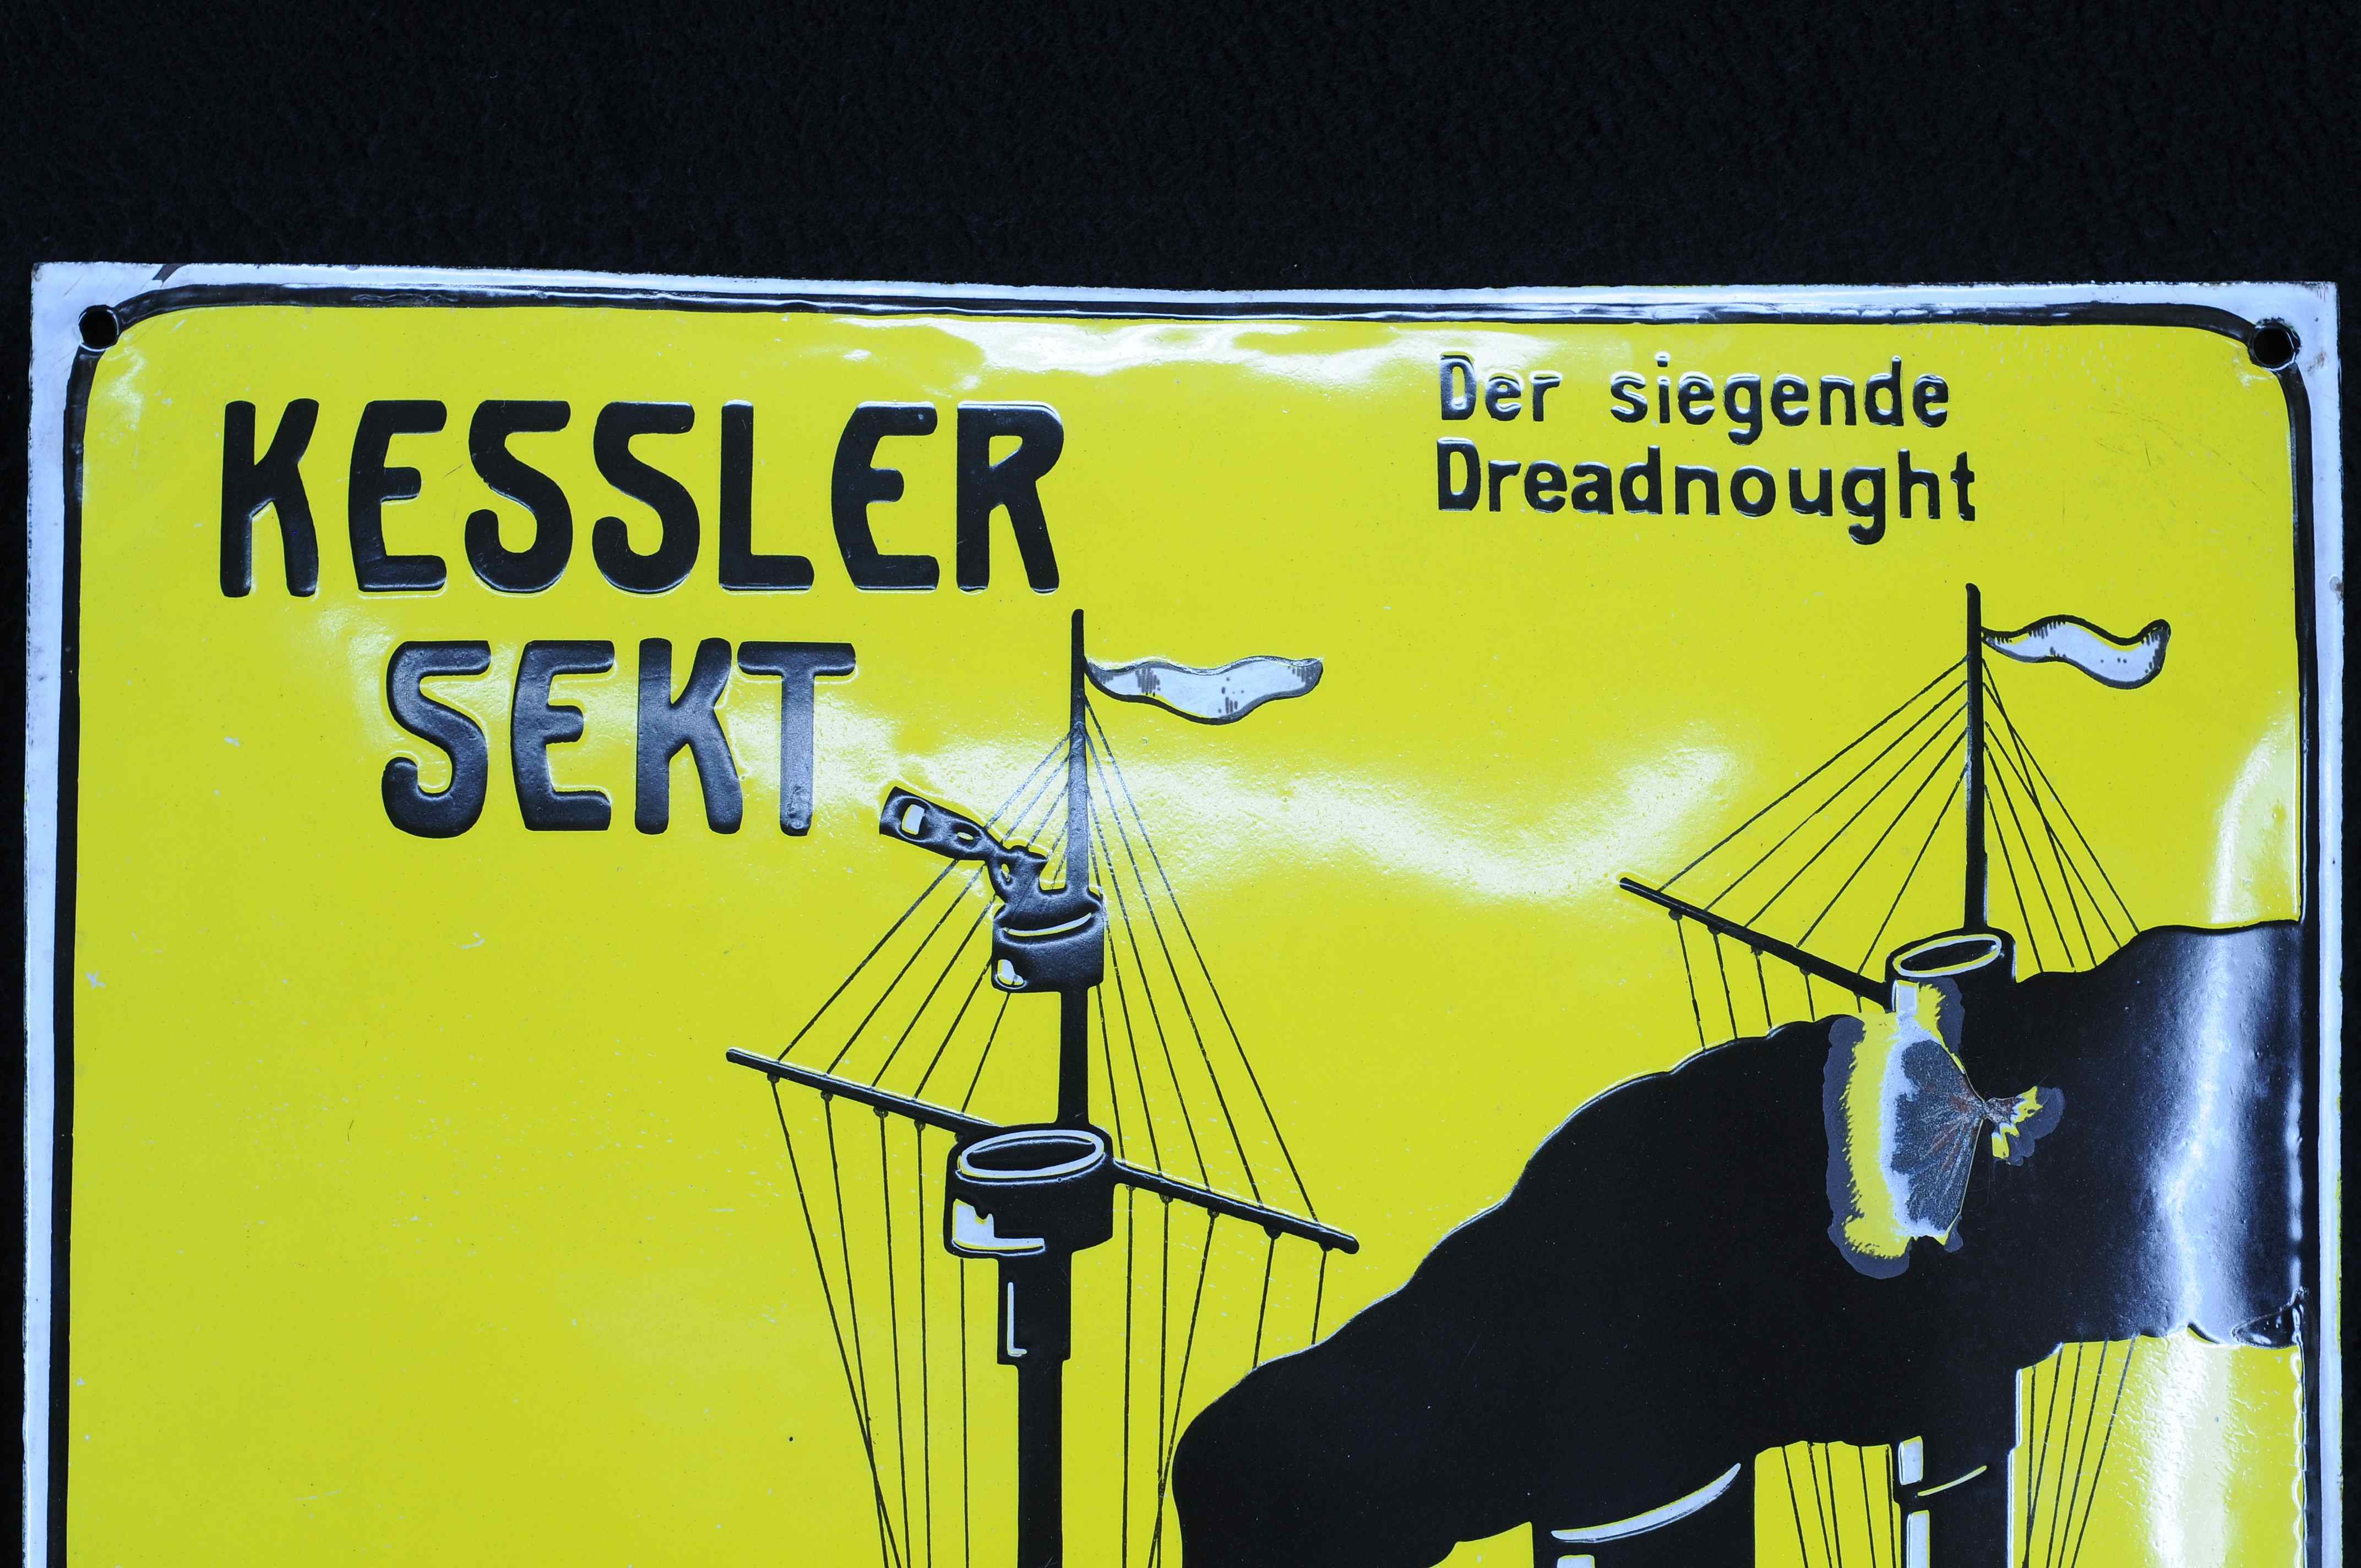 KESSLER
SEKT
Der siegende
Dreadnought